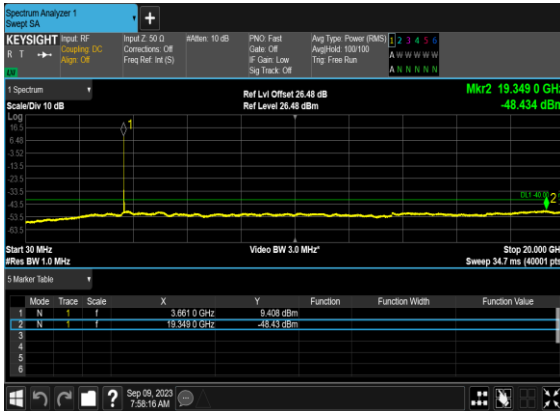 Spectrum Analyzer 1
Swept SA
+
KEYSIGHT Input: RF Input Z: 50 Ω #Atten: 10 dB PNO: Fast Avg Type: Power (RMS) 1 2 3 4 5 6
R T Coupling: DC Corrections: Off Gate: Off Avg|Hold: 100/100 A W W W W W
Align: Off Freq Ref: Int (S) IF Gain: Low Trig: Free Run
Sig Track: Off A N N N N N
1 Spectrum Ref Lvl Offset 26.48 dB Mkr2 19.349 0 GHz
Scale/Div 10 dB Ref Level 26.48 dBm -48.434 dBm
Log
16.5
6.48
-3.52
-13.5
-23.5
-33.5
-43.5
-53.5
-63.5
1
DL1 -40.00
2
Start 30 MHz Video BW 3.0 MHz* Stop 20.000 GHz
#Res BW 1.0 MHz Sweep 34.7 ms (40001 pts)
5 Marker Table
Mode Trace Scale X Y Function Function Width Function Value
1 N 1 f 3.661 0 GHz 9.408 dBm
2 N 1 f 19.349 0 GHz -48.43 dBm
3
4
5
6
? Sep 09, 2023
7:58:16 AM